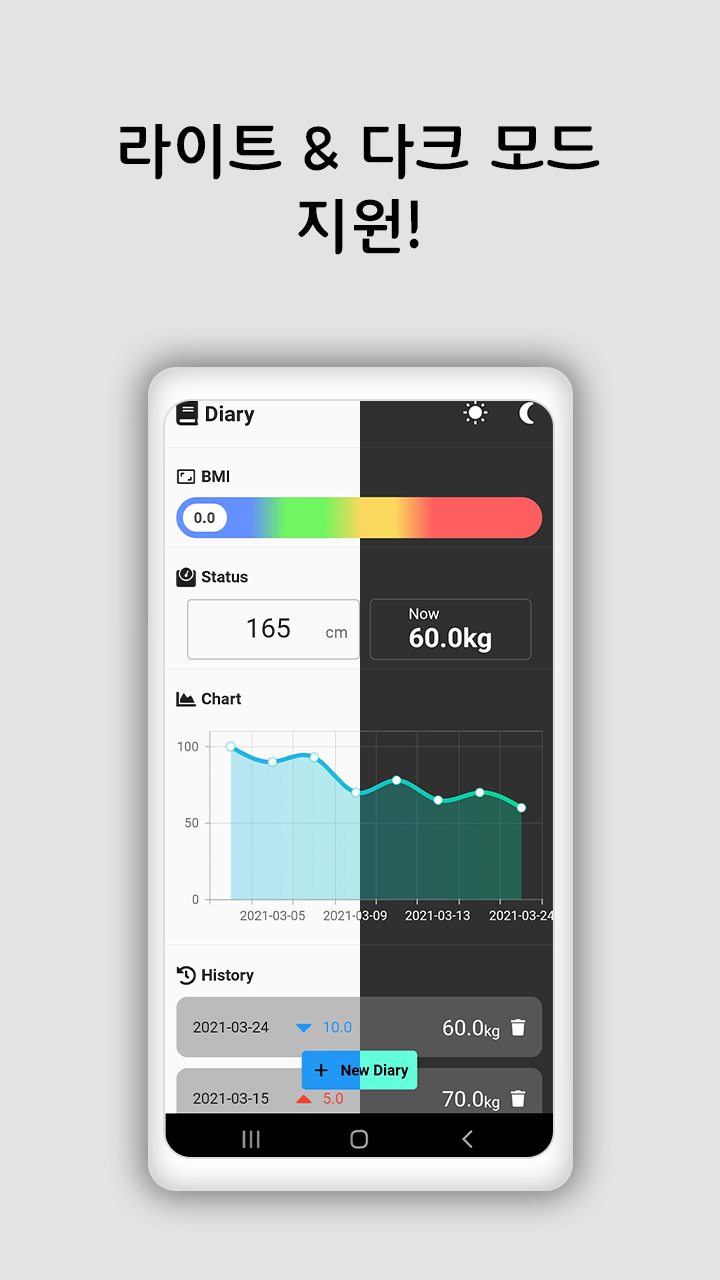 라이트 & 다크 모드
지원!
Diary
BMI
0.0
Status
165 cm
Now
60.0kg
Chart
100
50
0
2021-03-05 2021-03-09 2021-03-13 2021-03-24
History
2021-03-24 10.0 60.0kg
+ New Diary
2021-03-15 5.0 70.0kg